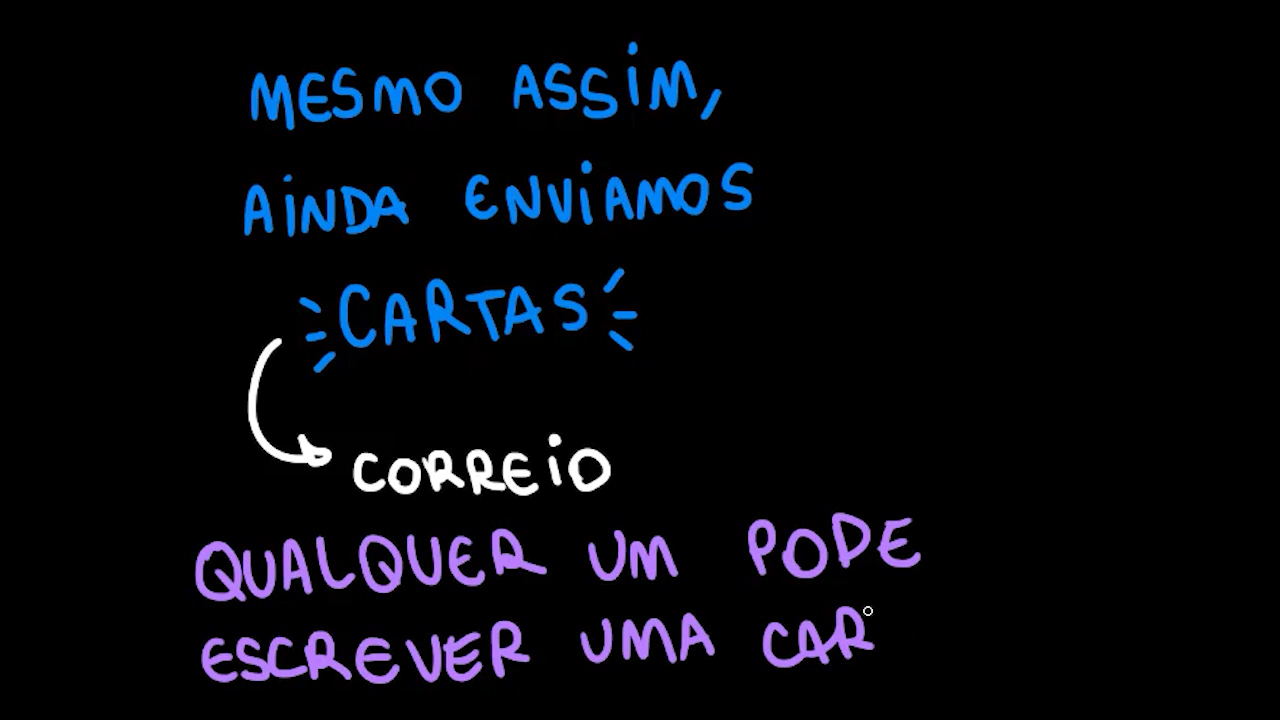 MESMO ASSIM,
AINDA ENVIAMOS
CARTAS
CORREIO
QUALQUER UM PODE
ESCREVER UMA CAR